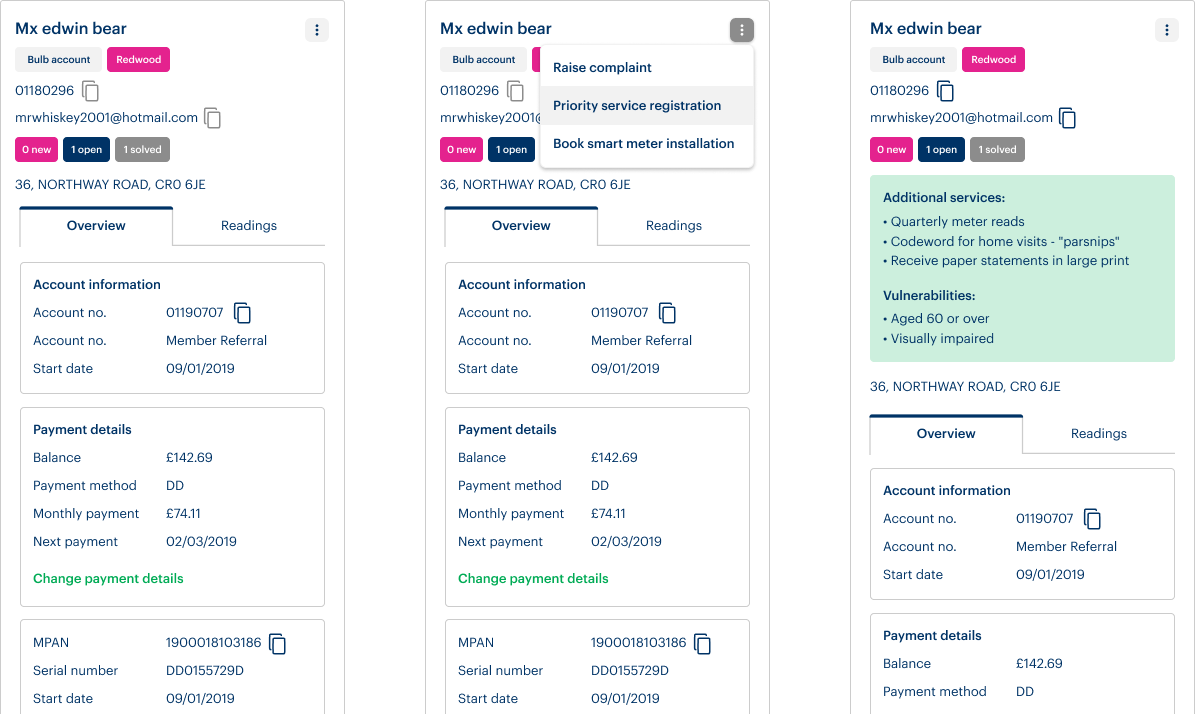 Mx edwin bear
Bulb account Redwood
01180296
mrwhiskey2001@hotmail.com
0 new 1 open 1 solved
36, NORTHWAY ROAD, CR0 6JE
Overview Readings
Account information
Account no. 01190707
Account no. Member Referral
Start date 09/01/2019
Payment details
Balance £142.69
Payment method DD
Monthly payment £74.11
Next payment 02/03/2019
Change payment details
MPAN 1900018103186
Serial number DD0155729D
Start date 09/01/2019
Mx edwin bear
Bulb account
01180296
mrwhiskey2001@
0 new 1 open
Raise complaint
Priority service registration
Book smart meter installation
36, NORTHWAY ROAD, CR0 6JE
Overview Readings
Account information
Account no. 01190707
Account no. Member Referral
Start date 09/01/2019
Payment details
Balance £142.69
Payment method DD
Monthly payment £74.11
Next payment 02/03/2019
Change payment details
MPAN 1900018103186
Serial number DD0155729D
Start date 09/01/2019
Mx edwin bear
Bulb account Redwood
01180296
mrwhiskey2001@hotmail.com
0 new 1 open 1 solved
Additional services:
• Quarterly meter reads
• Codeword for home visits - "parsnips"
• Receive paper statements in large print
Vulnerabilities:
• Aged 60 or over
• Visually impaired
36, NORTHWAY ROAD, CR0 6JE
Overview Readings
Account information
Account no. 01190707
Account no. Member Referral
Start date 09/01/2019
Payment details
Balance £142.69
Payment method DD